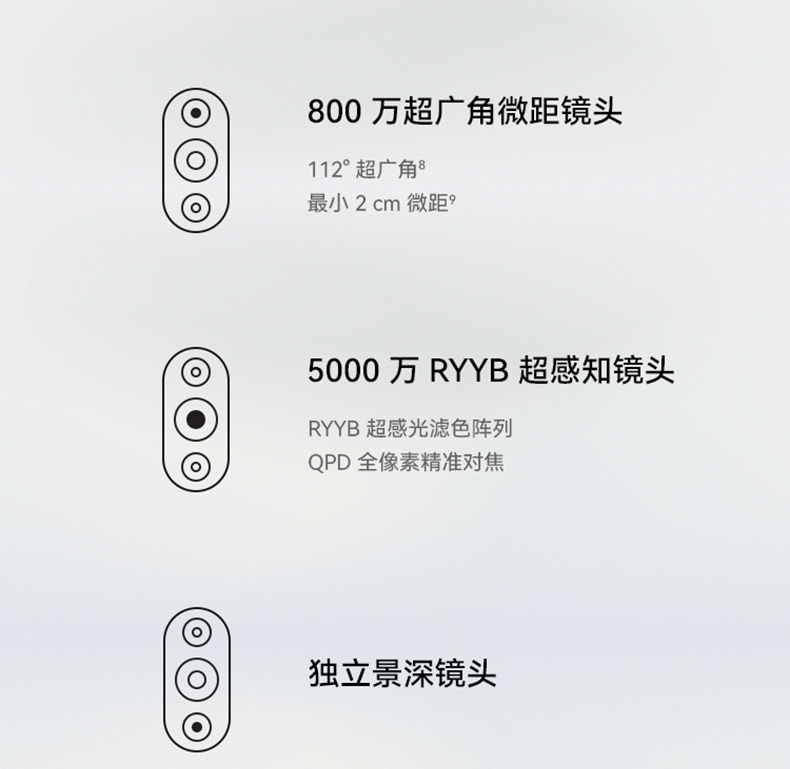 800 万超广角微距镜头
112° 超广角⁸
最小 2 cm 微距⁹
5000 万 RYYB 超感知镜头
RYYB 超感光滤色阵列
QPD 全像素精准对焦
独立景深镜头